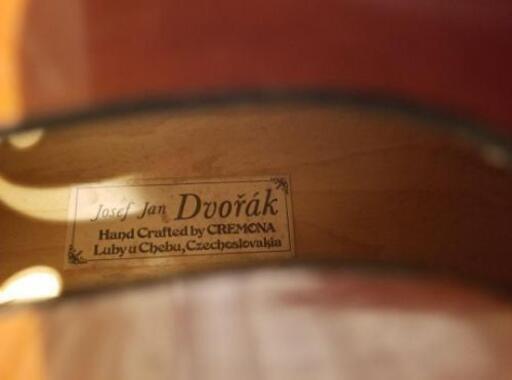 Josef Jan Dvořák
Hand Crafted by CREMONA
Luby u Chebu, Czechoslovakia